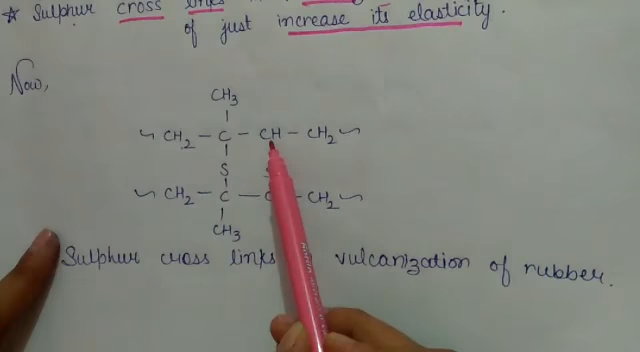 * Sulphur cross links
of just increase its elasticity.
Now,
CH3
~ CH2 - C - CH - CH2 ~
S
~ CH2 - C - C - CH2 ~
CH3
Sulphur cross links vulcanization of rubber.